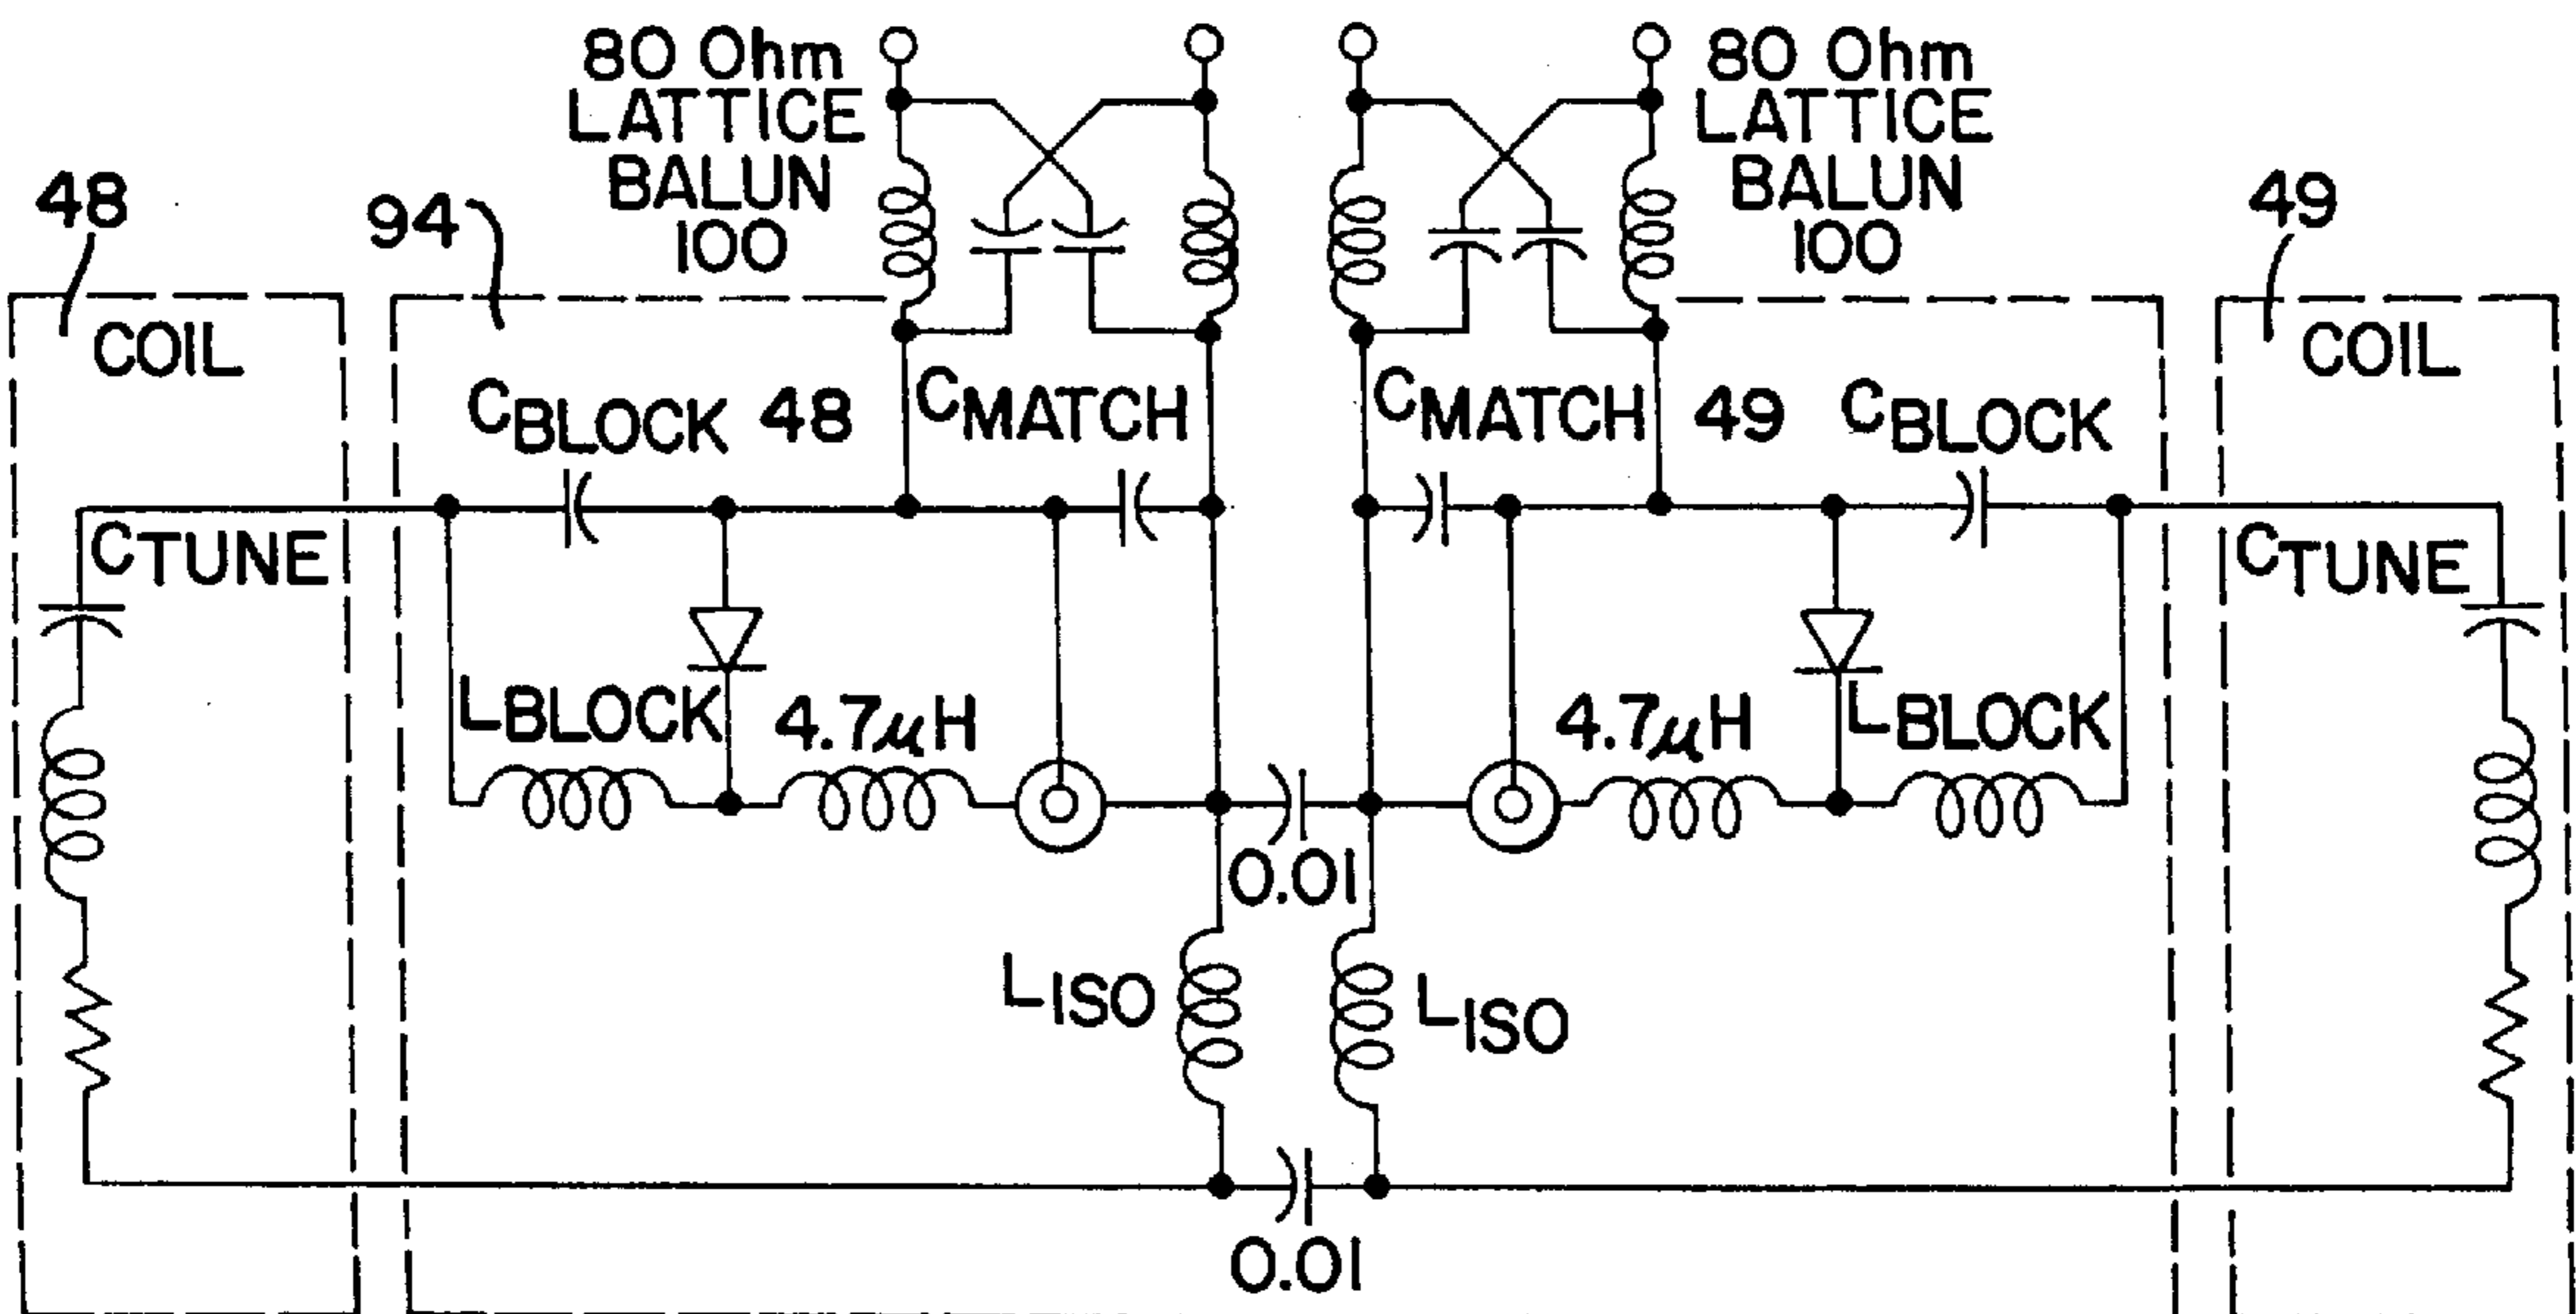 80 Ohm
LATTICE
BALUN
100
80 Ohm
LATTICE
BALUN
100
48
94
49
COIL
COIL
CBLOCK 48
CMATCH
CMATCH 49
CBLOCK
CTUNE
CTUNE
LBLOCK
4.7μH
4.7μH
LBLOCK
0.01
LISO
LISO
0.01